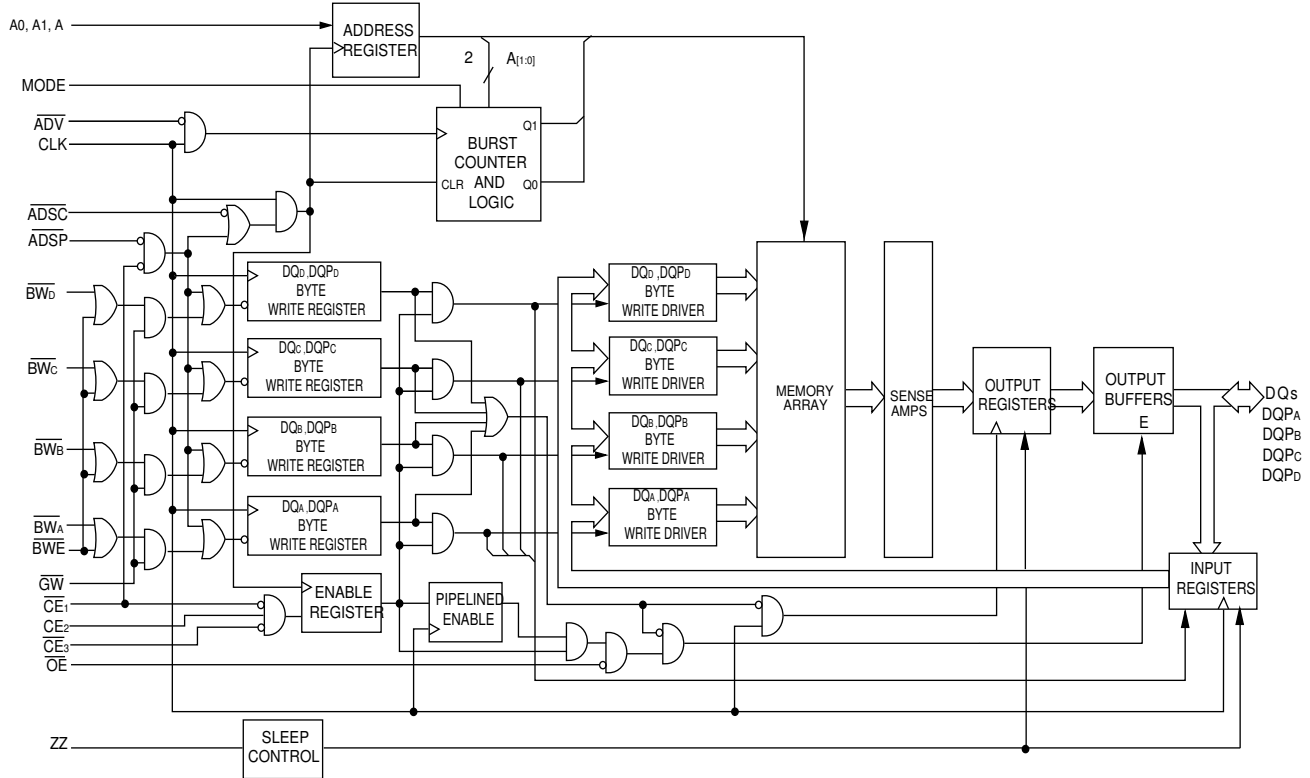 A0, A1, A
ADDRESS
REGISTER
2
A[1:0]
MODE
ADV
CLK
BURST
COUNTER
AND
LOGIC
CLR
Q1
Q0
ADSC
ADSP
BWD
BWC
BWB
BWA
BWE
GW
CE1
CE2
CE3
OE
ZZ
DQD,DQPD
BYTE
WRITE REGISTER
DQC,DQPC
BYTE
WRITE REGISTER
DQB,DQPB
BYTE
WRITE REGISTER
DQA,DQPA
BYTE
WRITE REGISTER
ENABLE
REGISTER
PIPELINED
ENABLE
SLEEP
CONTROL
DQD,DQPD
BYTE
WRITE DRIVER
DQC,DQPC
BYTE
WRITE DRIVER
DQB,DQPB
BYTE
WRITE DRIVER
DQA,DQPA
BYTE
WRITE DRIVER
MEMORY
ARRAY
SENSE
AMPS
OUTPUT
REGISTERS
OUTPUT
BUFFERS
E
DQs
DQPA
DQPB
DQPC
DQPD
INPUT
REGISTERS